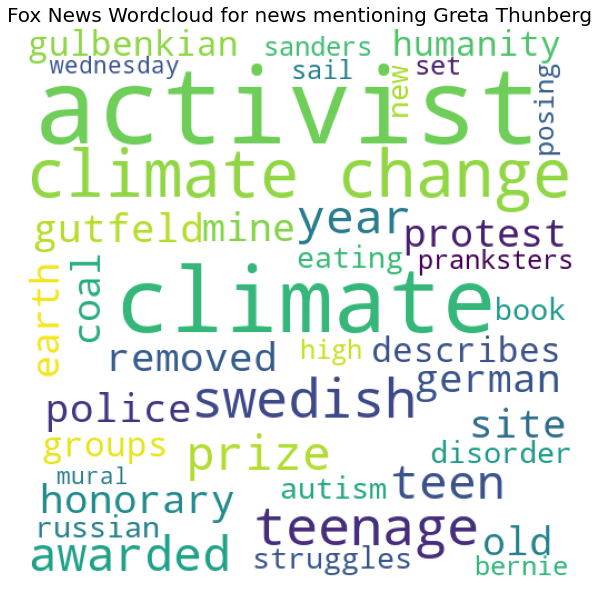 Fox News Wordcloud for news mentioning Greta Thunberg
gulbenkian sanders humanity
wednesday sail new set posing
activist
climate change
gutfeld mine year protest
eating pranksters
earth coal climate book
removed high describes
police swedish german
groups prize site
mural autism teen disorder
honorary
russian teenage old
awarded struggles bernie